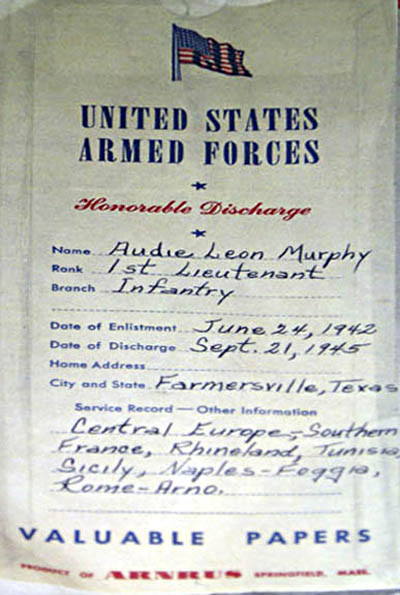 UNITED STATES
ARMED FORCES
Honorable Discharge
Name Audie Leon Murphy
Rank 1st Lieutenant
Branch Infantry
Date of Enlistment June 24, 1942
Date of Discharge Sept. 21, 1945
Home Address
City and State Farmersville, Texas
Service Record — Other Information
Central Europe, Southern
France, Rhineland, Tunisia,
Sicily, Naples-Foggia,
Rome-Arno.
VALUABLE PAPERS
PRODUCT OF ARNRUS SPRINGFIELD, MASS.